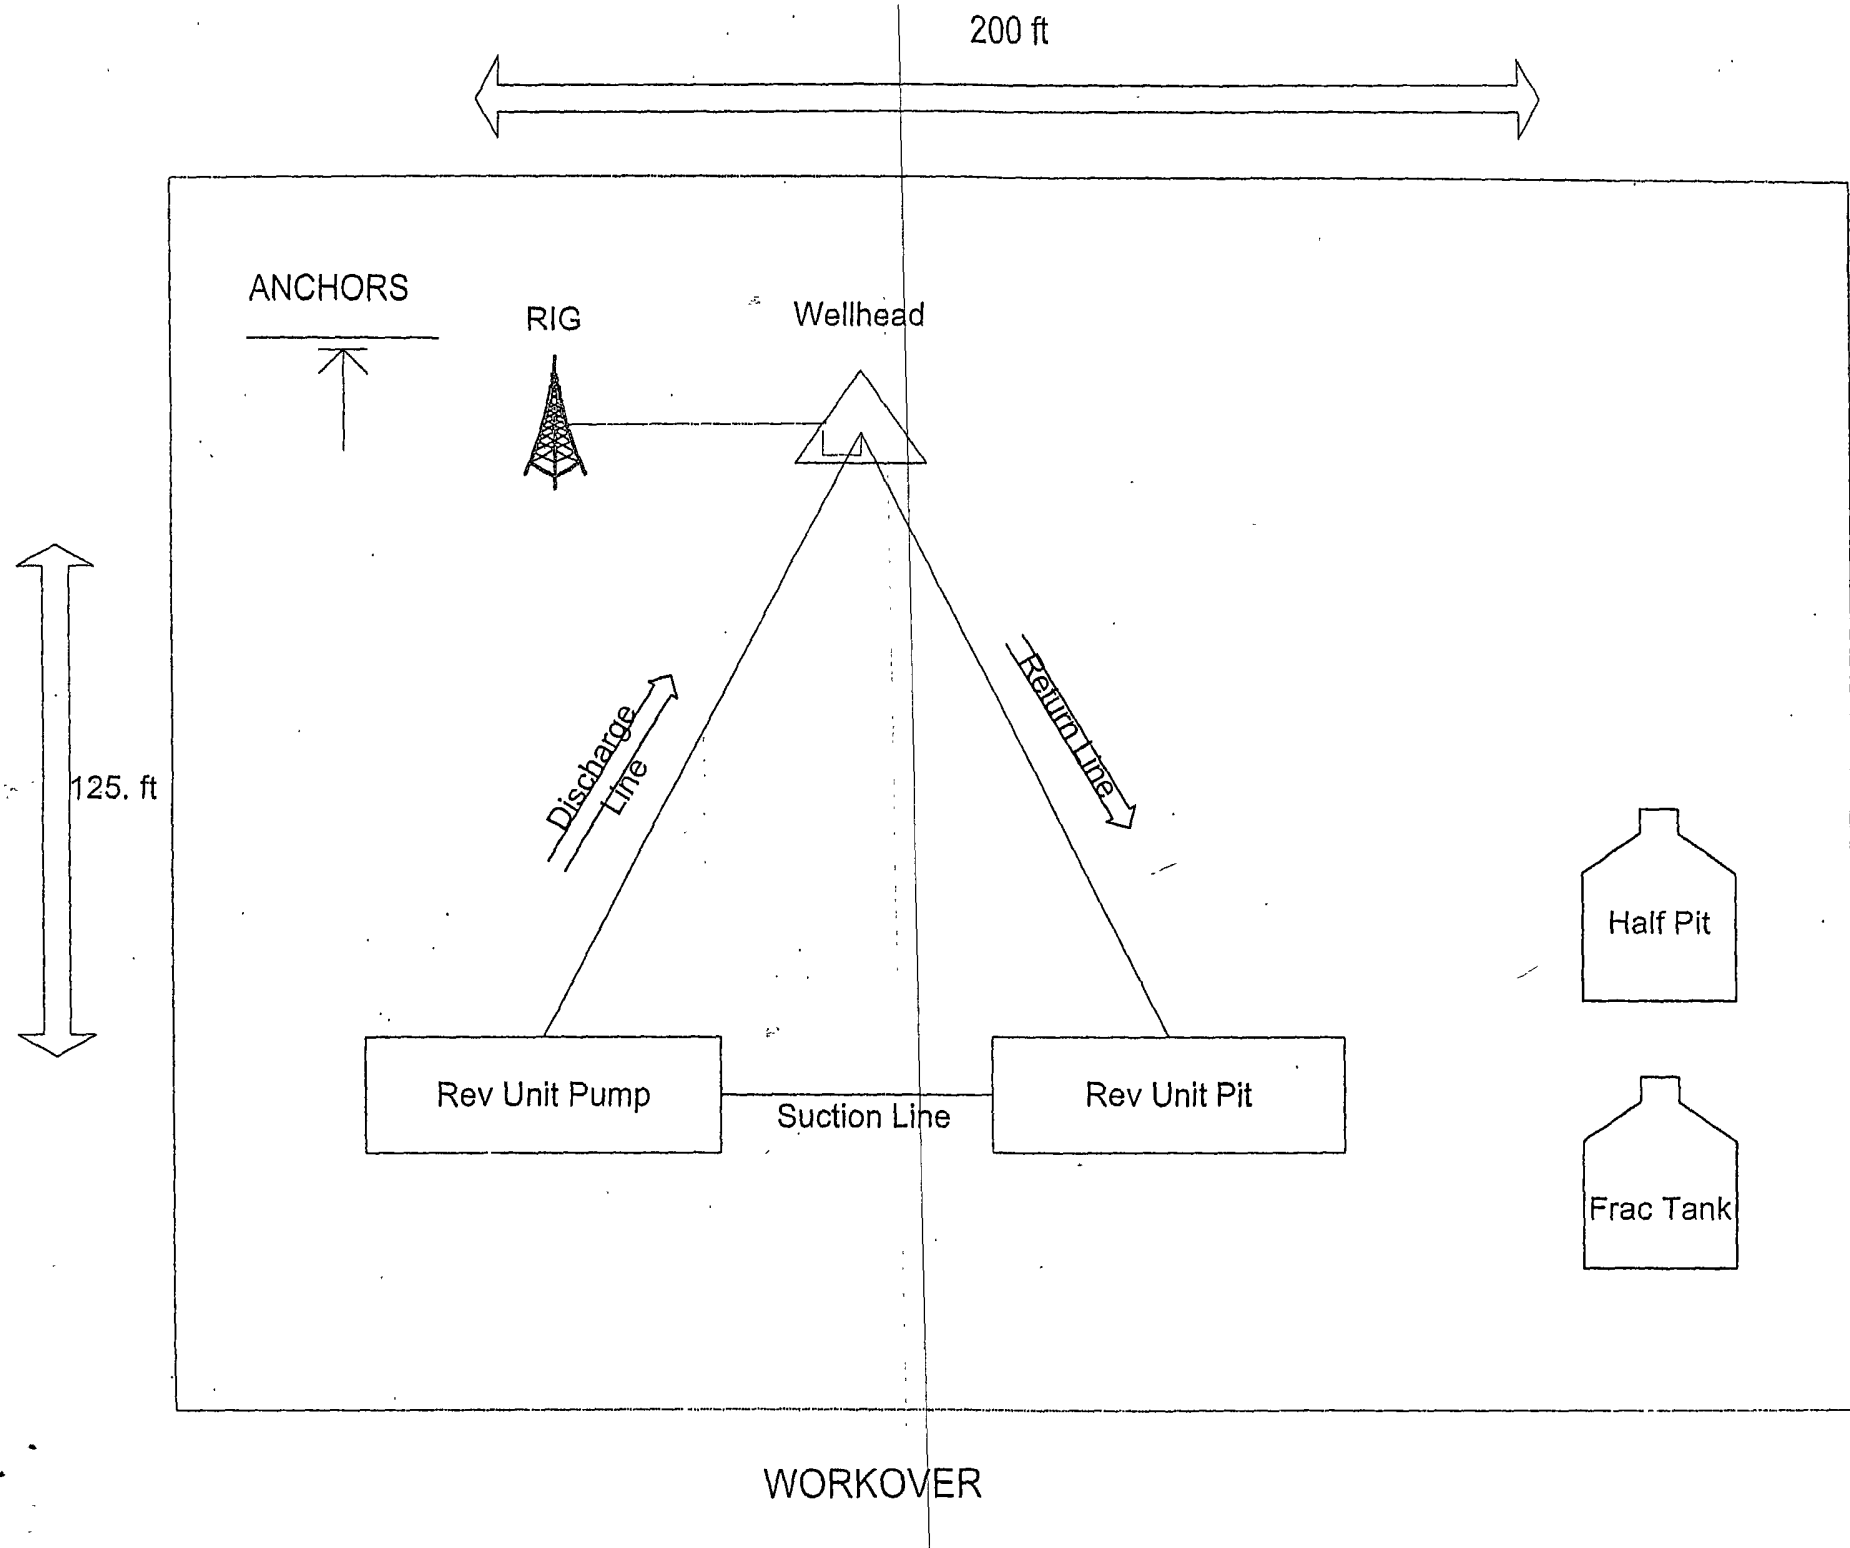 200 ft
ANCHORS
RIG
Wellhead
125. ft
Discharge
Line
Return Line
Half Pit
Rev Unit Pump
Suction Line
Rev Unit Pit
Frac Tank
WORKOVER